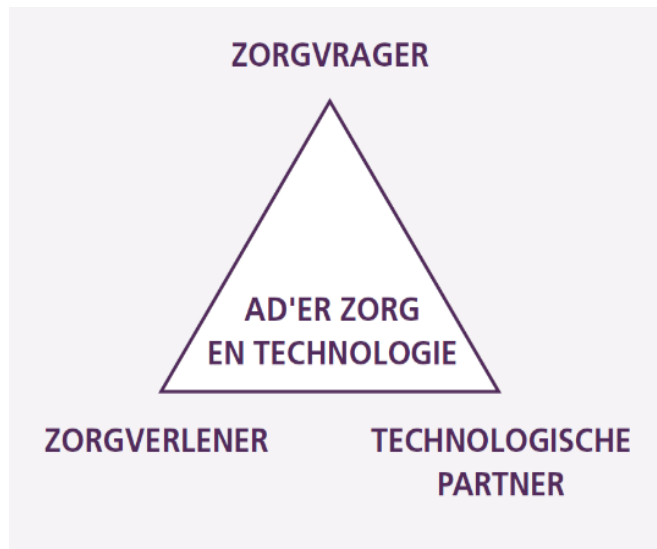 ZORGVRAGER
AD'ER ZORG
EN TECHNOLOGIE
ZORGVERLENER
TECHNOLOGISCHE
PARTNER